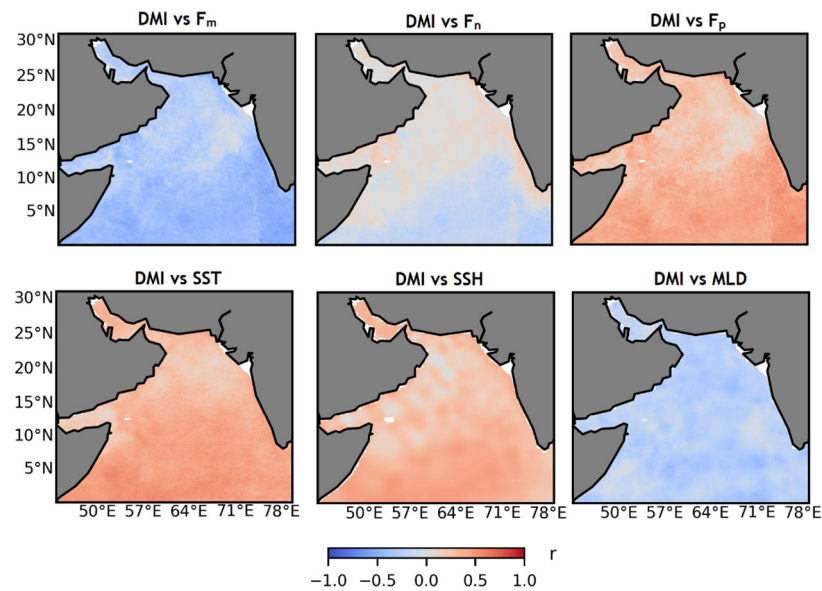 DMI vs Fm DMI vs Fn DMI vs Fp
30°N
25°N
20°N
15°N
10°N
5°N
DMI vs SST DMI vs SSH DMI vs MLD
30°N
25°N
20°N
15°N
10°N
5°N
50°E 57°E 64°E 71°E 78°E 50°E 57°E 64°E 71°E 78°E 50°E 57°E 64°E 71°E 78°E
r
−1.0 −0.5 0.0 0.5 1.0